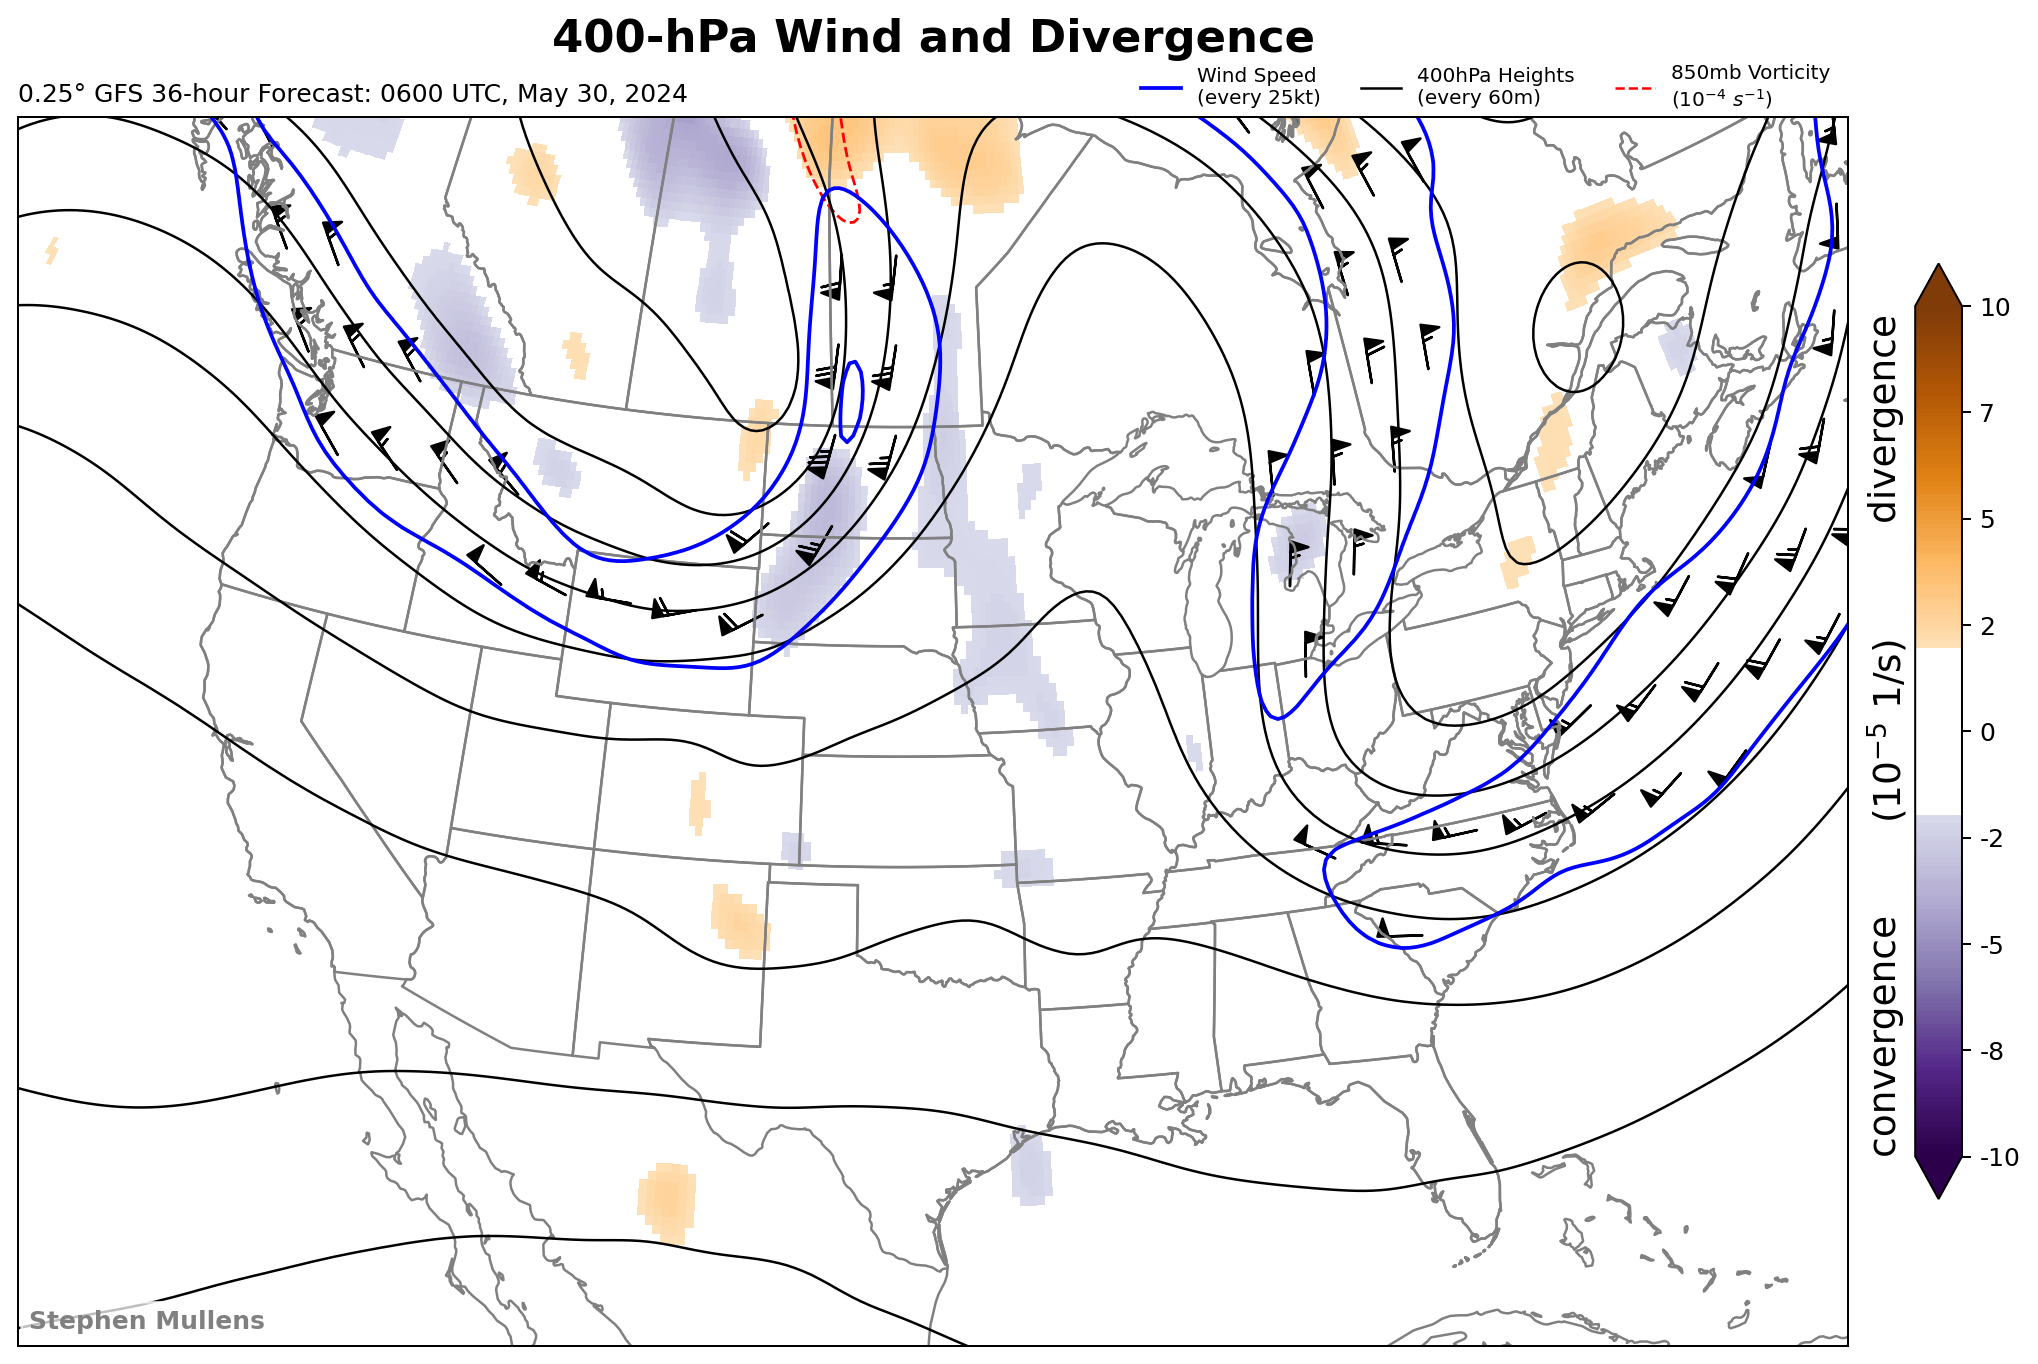 400-hPa Wind and Divergence
0.25° GFS 36-hour Forecast: 0600 UTC, May 30, 2024
Wind Speed
(every 25kt)
400hPa Heights
(every 60m)
850mb Vorticity
(10⁻⁴ s⁻¹)
10
7
5
2
0
-2
-5
-8
-10
convergence (10⁻⁵ 1/s) divergence
Stephen Mullens